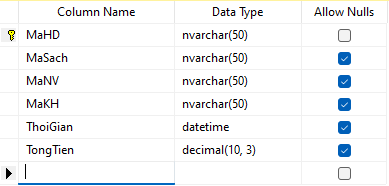 Column Name Data Type Allow Nulls
MaHD nvarchar(50)
MaSach nvarchar(50)
MaNV nvarchar(50)
MaKH nvarchar(50)
ThoiGian datetime
TongTien decimal(10, 3)